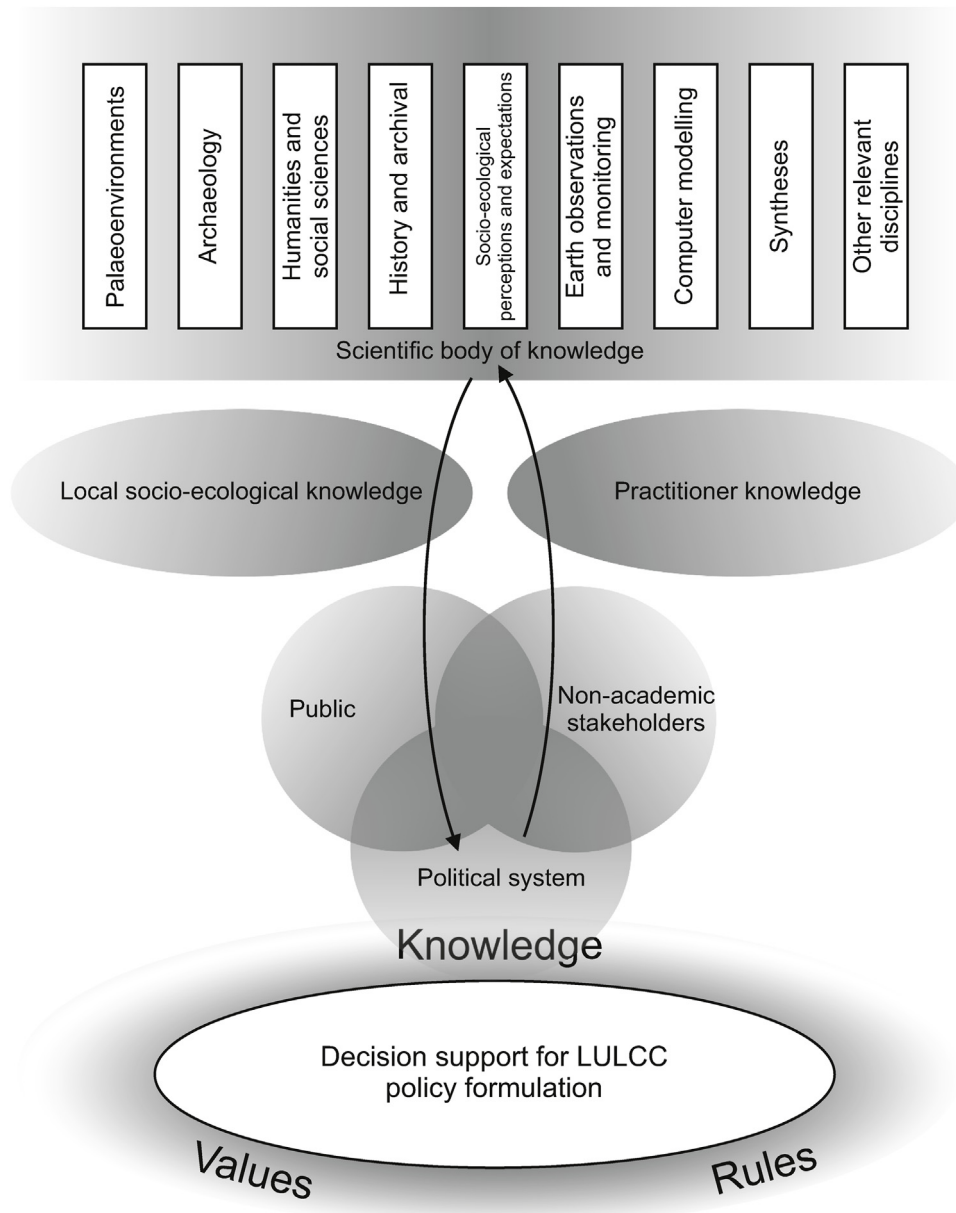 Palaeoenvironments
Archaeology
Humanities and
social sciences
History and archival
Socio-ecological
perceptions and expectations
Earth observations
and monitoring
Computer modelling
Syntheses
Other relevant
disciplines
Scientific body of knowledge
Local socio-ecological knowledge
Practitioner knowledge
Public
Non-academic
stakeholders
Political system
Knowledge
Decision support for LULCC
policy formulation
Values
Rules